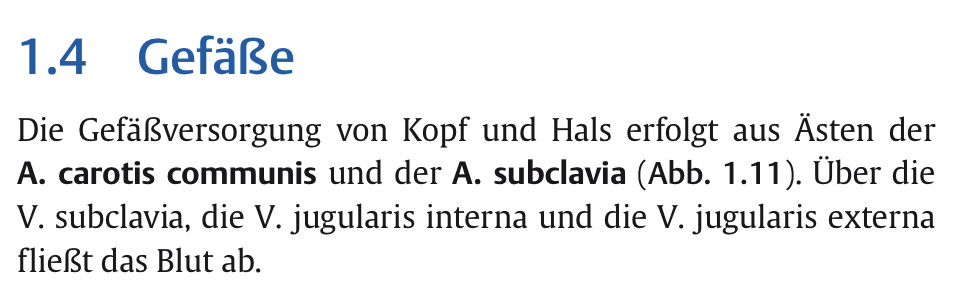 1.4 Gefäße
Die Gefäßversorgung von Kopf und Hals erfolgt aus Ästen der
A. carotis communis und der A. subclavia (Abb. 1.11). Über die
V. subclavia, die V. jugularis interna und die V. jugularis externa
fließt das Blut ab.